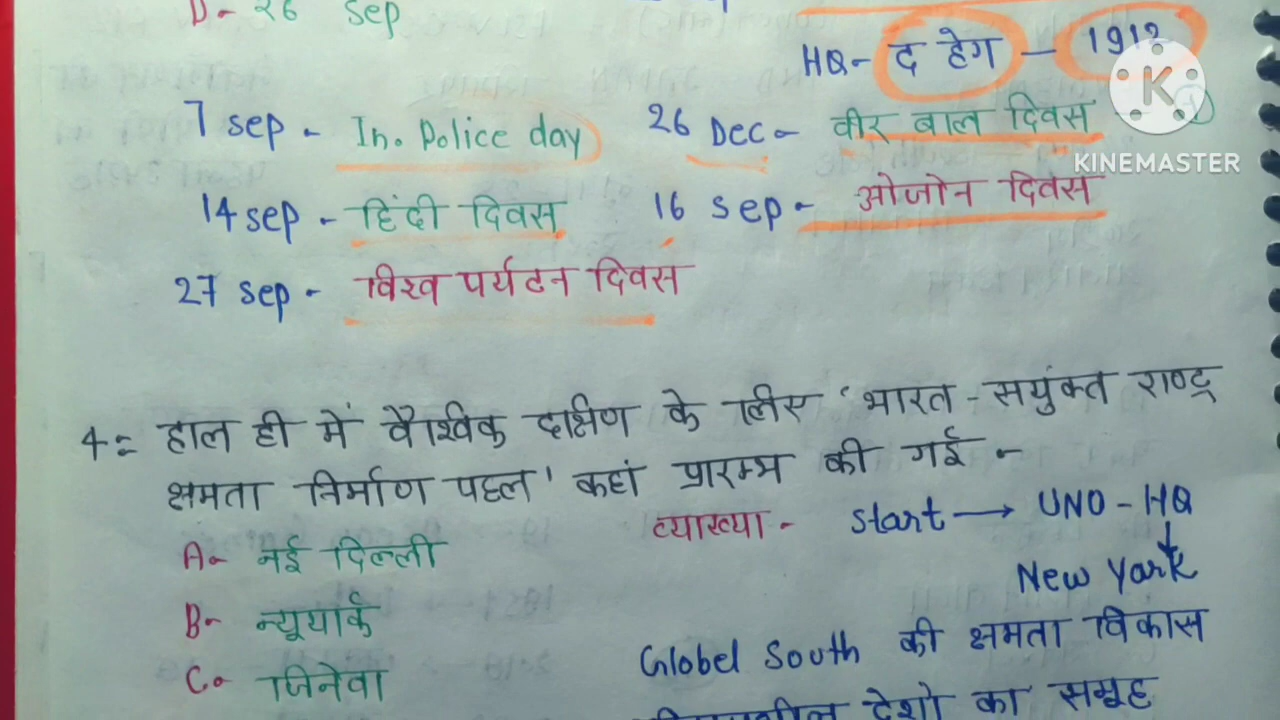 D- 26 Sep
HQ- द हेग - 1912
7 sep - In. Police day
26 Dec - वीर बाल दिवस
14 sep - हिंदी दिवस
16 sep - ओजोन दिवस
27 sep - विश्व पर्यटन दिवस
KINEMASTER
4= हाल ही में वैश्विक दक्षिण के लिए 'भारत - सयुंक्त राष्ट्र
क्षमता निर्माण पहल' कहां प्रारम्भ की गई -
व्याख्या - Start → UNO - HQ
A- नई दिल्ली
New York
B- न्यूयार्क
Globel South की क्षमता विकास
C- जिनेवा
देशो का समूह